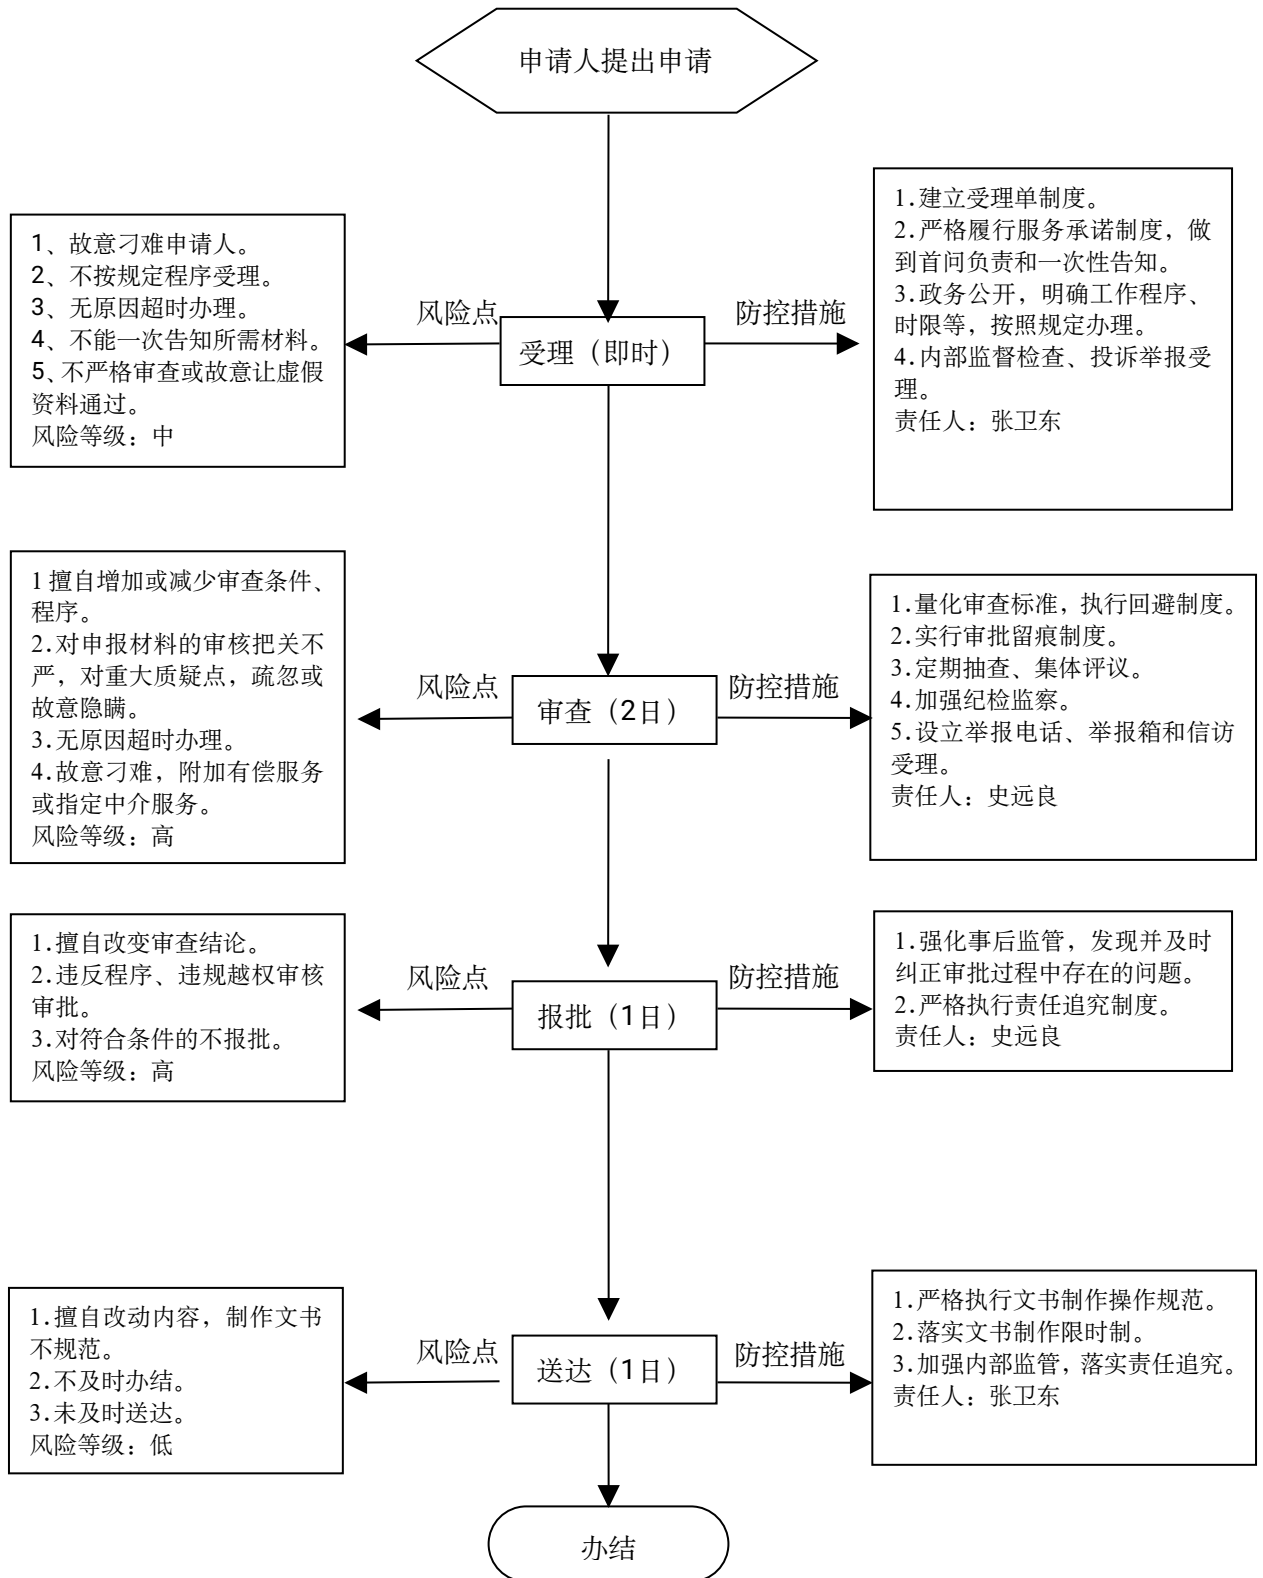 申请人提出申请
1、故意刁难申请人。
2、不按规定程序受理。
3、无原因超时办理。
4、不能一次告知所需材料。
5、不严格审查或故意让虚假
资料通过。
风险等级：中
风险点
受理（即时）
防控措施
1.建立受理单制度。
2.严格履行服务承诺制度，做
到首问负责和一次性告知。
3.政务公开，明确工作程序、
时限等，按照规定办理。
4.内部监督检查、投诉举报受
理。
责任人：张卫东
1 擅自增加或减少审查条件、
程序。
2.对申报材料的审核把关不
严，对重大质疑点，疏忽或
故意隐瞒。
3.无原因超时办理。
4.故意刁难，附加有偿服务
或指定中介服务。
风险等级：高
风险点
审查（2日）
防控措施
1.量化审查标准，执行回避制度。
2.实行审批留痕制度。
3.定期抽查、集体评议。
4.加强纪检监察。
5.设立举报电话、举报箱和信访
受理。
责任人：史远良
1.擅自改变审查结论。
2.违反程序、违规越权审核
审批。
3.对符合条件的不报批。
风险等级：高
风险点
报批（1日）
防控措施
1.强化事后监管，发现并及时
纠正审批过程中存在的问题。
2.严格执行责任追究制度。
责任人：史远良
1.擅自改动内容，制作文书
不规范。
2.不及时办结。
3.未及时送达。
风险等级：低
风险点
送达（1日）
防控措施
1.严格执行文书制作操作规范。
2.落实文书制作限时制。
3.加强内部监管，落实责任追究。
责任人：张卫东
办结